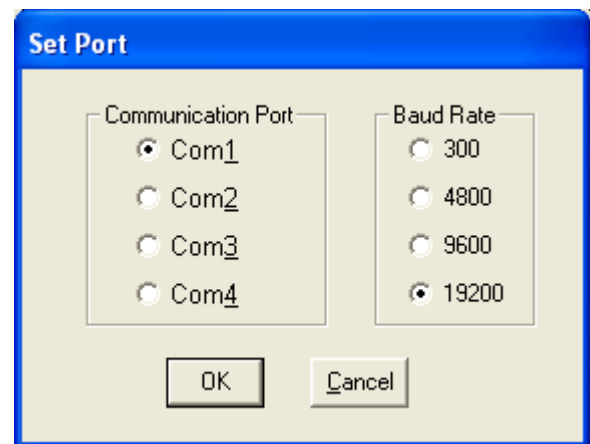 Set Port
Communication Port
Com1
Com2
Com3
Com4
Baud Rate
300
4800
9600
19200
OK
Cancel